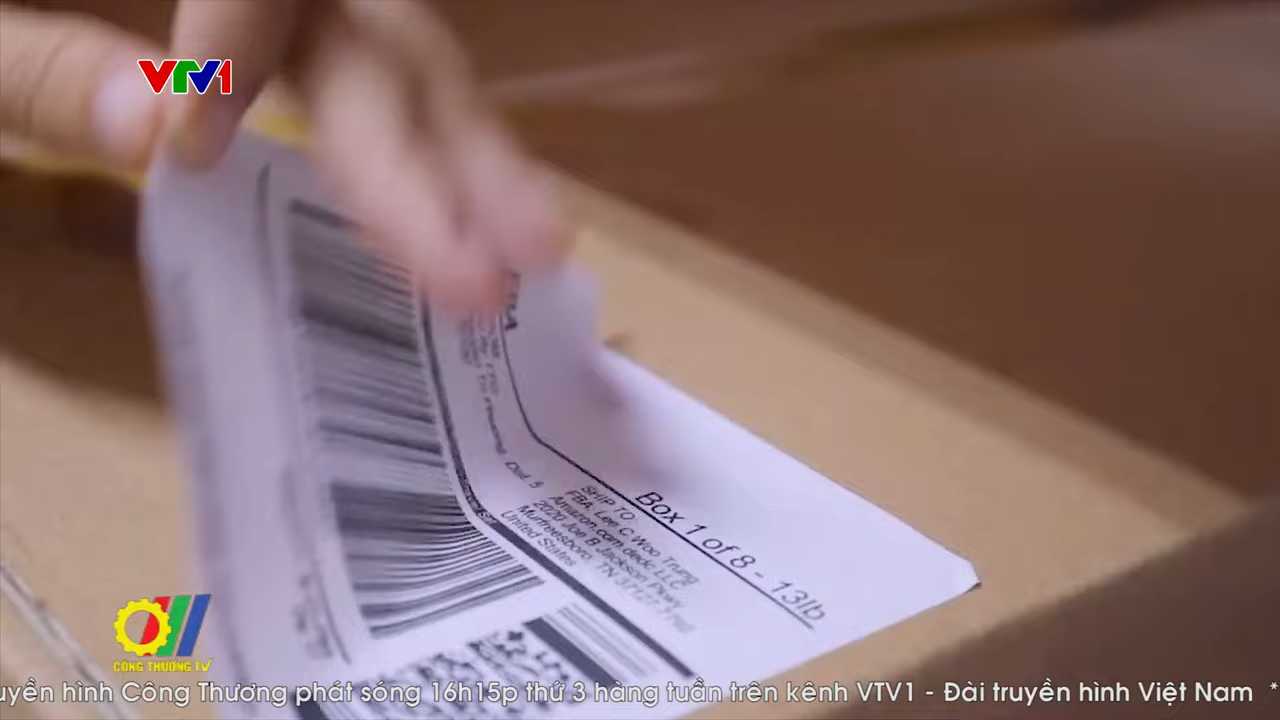 VTV1
Box 1 of 8 - 13lb
SHIP TO
FBA: Lee C Woo Trung
Amazon.com.dedc LLC
2020 Joe B Jackson Pkwy
Murfreesboro, TN
United States
CÔNG THƯƠNG TV
uyền hình Công Thương phát sóng 16h15p thứ 3 hàng tuần trên kênh VTV1 - Đài truyền hình Việt Nam *